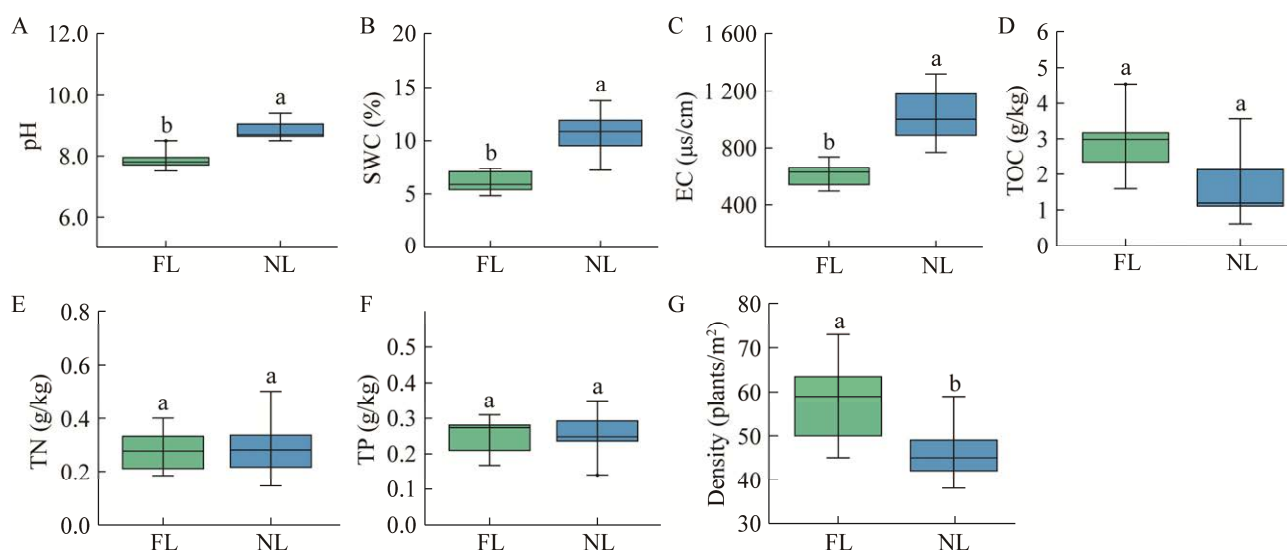 A
12.0
10.0
8.0
6.0
pH
b
a
FL
NL
B
20
15
10
5
0
SWC (%)
b
a
FL
NL
C
1 600
1 200
800
400
EC (μs/cm)
b
a
FL
NL
D
6
5
4
3
2
1
0
TOC (g/kg)
a
a
FL
NL
E
0.8
0.6
0.4
0.2
0.0
TN (g/kg)
a
a
FL
NL
F
0.5
0.4
0.3
0.2
0.1
0.0
TP (g/kg)
a
a
FL
NL
G
80
70
60
50
40
30
Density (plants/m²)
a
b
FL
NL